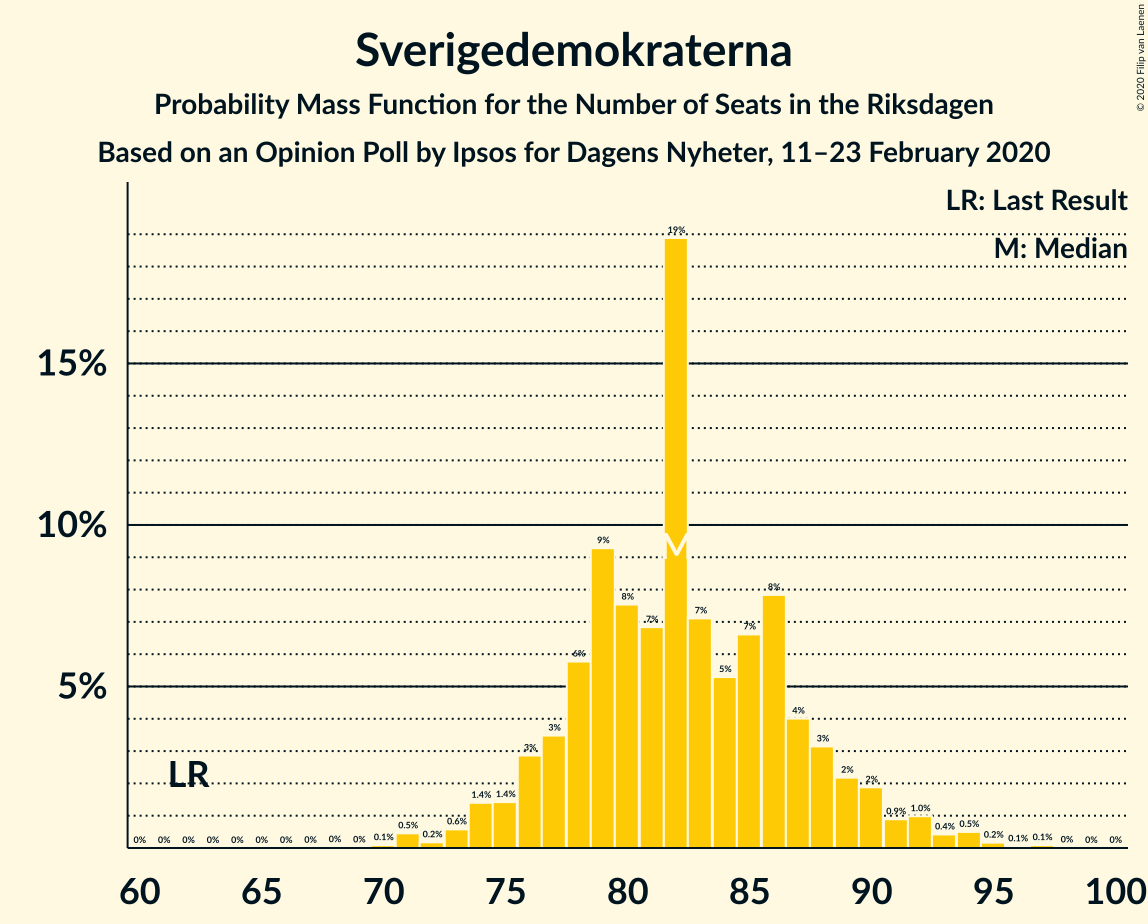 Sverigedemokraterna
Probability Mass Function for the Number of Seats in the Riksdagen
Based on an Opinion Poll by Ipsos for Dagens Nyheter, 11–23 February 2020
© 2020 Filip van Laenen
LR: Last Result
M: Median
15%
10%
5%
LR
M
0% 0% 0% 0% 0% 0% 0% 0% 0% 0% 0.1% 0.5% 0.2% 0.6% 1.4% 1.4% 3% 3% 6% 9% 8% 7% 19% 7% 5% 7% 8% 4% 3% 2% 2% 0.9% 1.0% 0.4% 0.5% 0.2% 0.1% 0.1% 0% 0% 0%
60 65 70 75 80 85 90 95 100